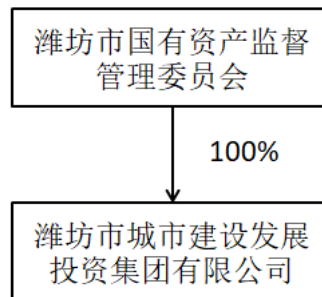 潍坊市国有资产监督
管理委员会
100%
潍坊市城市建设发展
投资集团有限公司